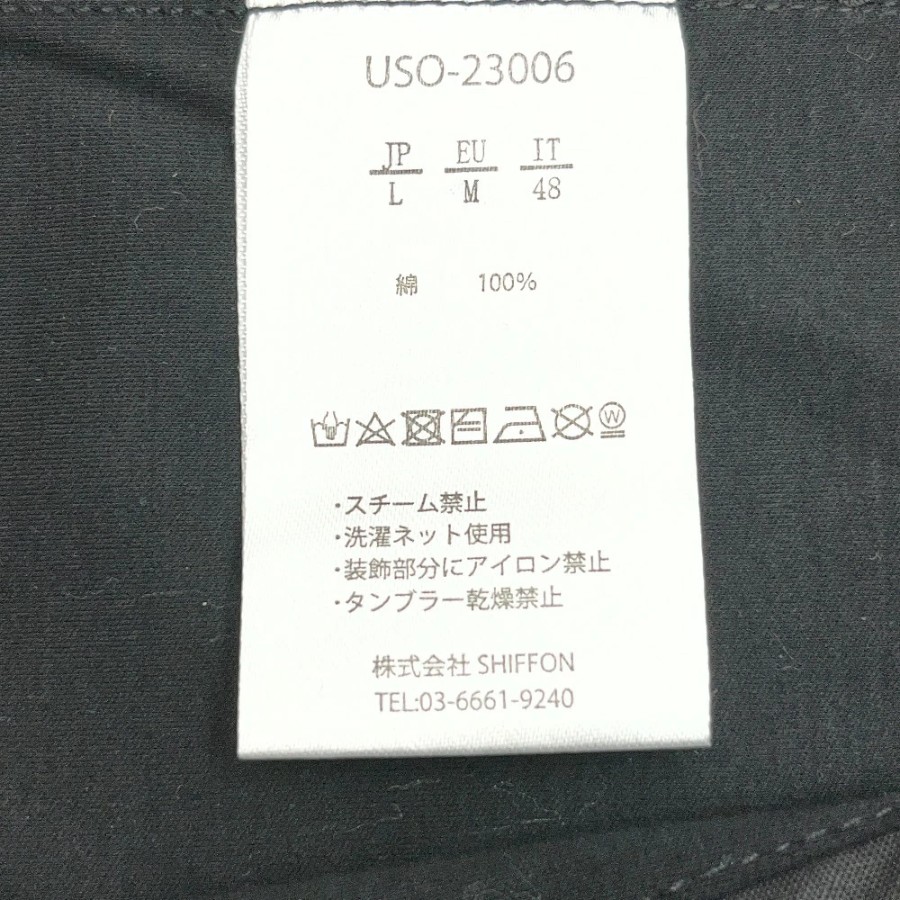 USO-23006
JP EU IT
L M 48
綿 100%
W
・スチーム禁止
・洗濯ネット使用
・装飾部分にアイロン禁止
・タンブラー乾燥禁止
株式会社 SHIFFON
TEL:03-6661-9240